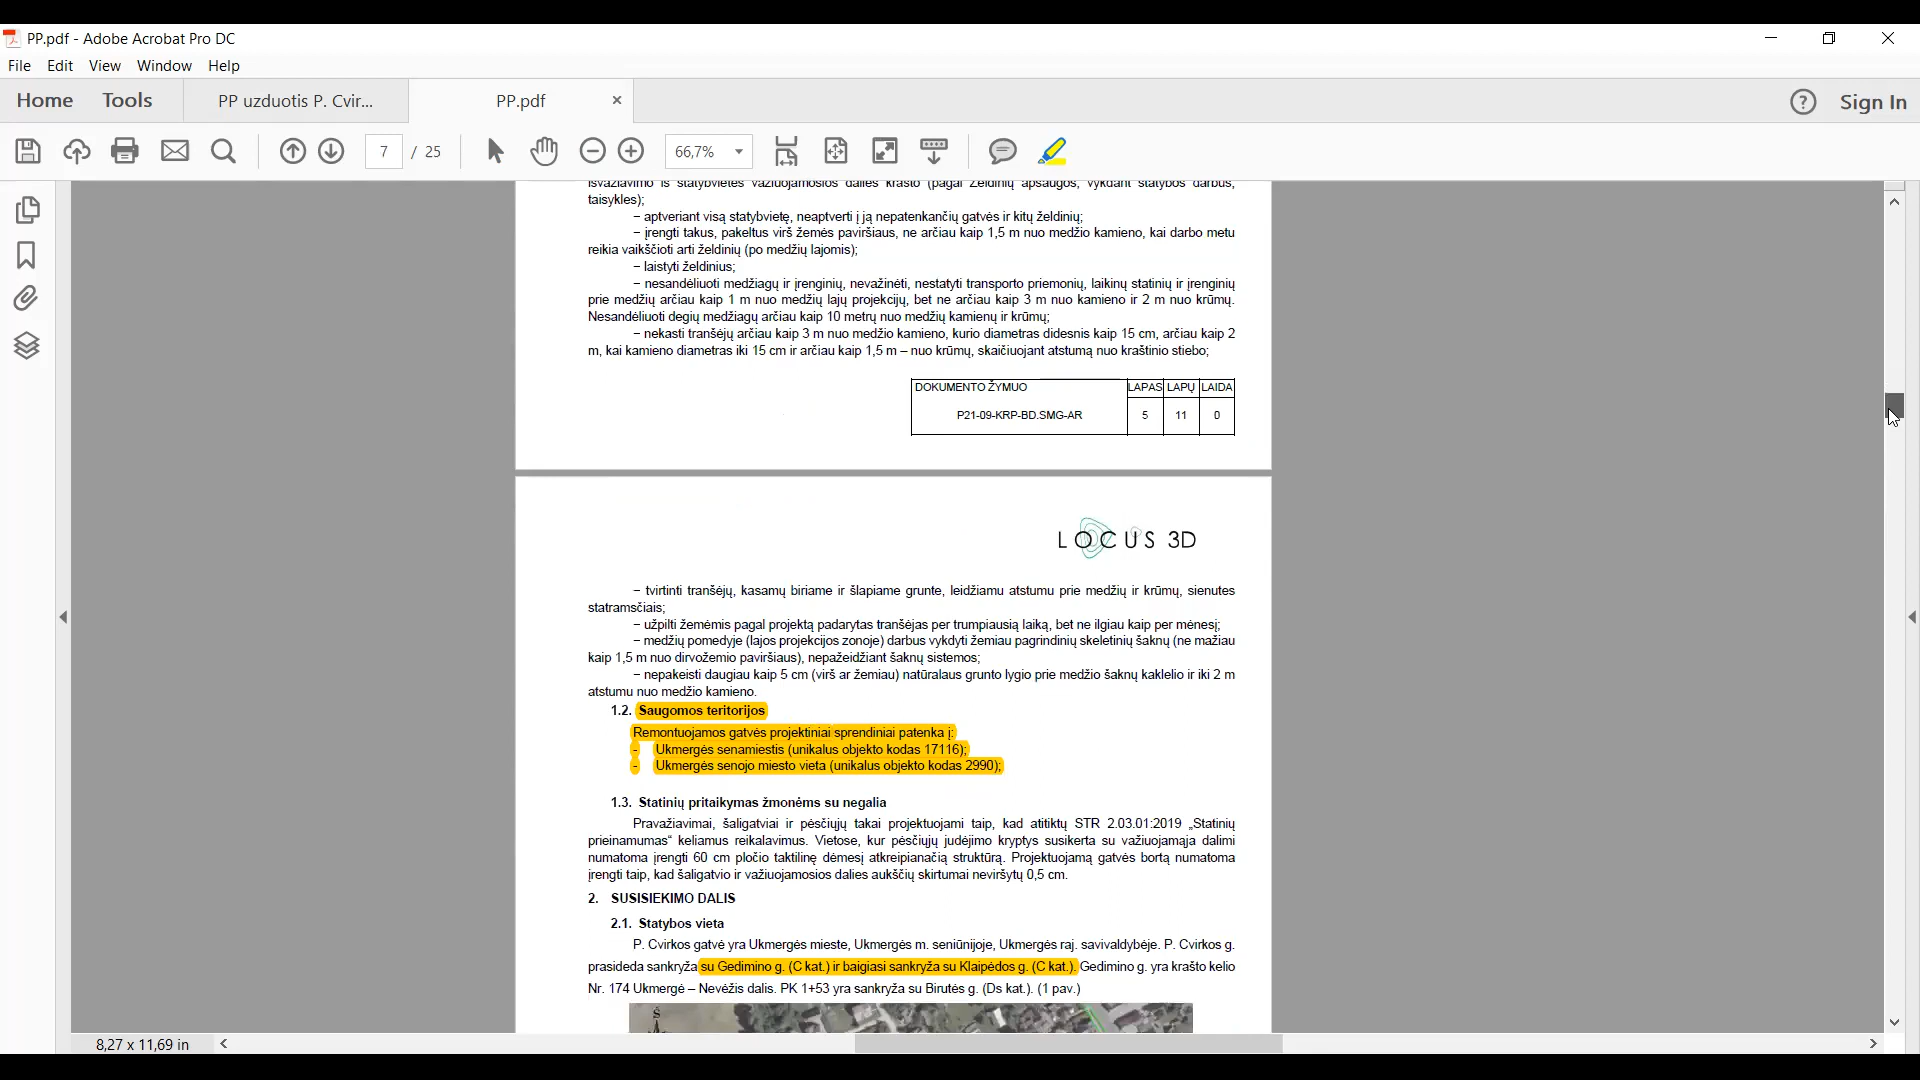 PP.pdf - Adobe Acrobat Pro DC
File Edit View Window Help
Home Tools PP uzduotis P. Cvir... PP.pdf × Sign In
7 / 25 66,7%
išvažiavimo iš statybvietės važiuojamosios dalies krašto (pagal Želdinių apsaugos, vykdant statybos darbus,
taisykles);
− aptveriant visą statybvietę, neaptverti į ją nepatenkančių gatvės ir kitų želdinių;
− įrengti takus, pakeltus virš žemės paviršiaus, ne arčiau kaip 1,5 m nuo medžio kamieno, kai darbo metu
reikia vaikščioti arti želdinių (po medžių lajomis);
− laistyti želdinius;
− nesandėliuoti medžiagų ir įrenginių, nevažinėti, nestatyti transporto priemonių, laikinų statinių ir įrenginių
prie medžių arčiau kaip 1 m nuo medžių lajų projekcijų, bet ne arčiau kaip 3 m nuo kamieno ir 2 m nuo krūmų.
Nesandėliuoti degių medžiagų arčiau kaip 10 metrų nuo medžių kamienų ir krūmų;
− nekasti tranšėjų arčiau kaip 3 m nuo medžio kamieno, kurio diametras didesnis kaip 15 cm, arčiau kaip 2
m, kai kamieno diametras iki 15 cm ir arčiau kaip 1,5 m – nuo krūmų, skaičiuojant atstumą nuo kraštinio stiebo;
DOKUMENTO ŽYMUO LAPAS LAPŲ LAIDA
P21-09-KRP-BD.SMG-AR 5 11 0
LOCUS 3D
− tvirtinti tranšėjų, kasamų biriame ir šlapiame grunte, leidžiamu atstumu prie medžių ir krūmų, sienutes
statramsčiais;
− užpilti žemėmis pagal projektą padarytas tranšėjas per trumpiausią laiką, bet ne ilgiau kaip per mėnesį;
− medžių pomedyje (lajos projekcijos zonoje) darbus vykdyti žemiau pagrindinių skeletinių šaknų (ne mažiau
kaip 1,5 m nuo dirvožemio paviršiaus), nepažeidžiant šaknų sistemos;
− nepakeisti daugiau kaip 5 cm (virš ar žemiau) natūralaus grunto lygio prie medžio šaknų kaklelio ir iki 2 m
atstumu nuo medžio kamieno.
1.2. Saugomos teritorijos
Remontuojamos gatvės projektiniai sprendiniai patenka į:
- Ukmergės senamiestis (unikalus objekto kodas 17116);
- Ukmergės senojo miesto vieta (unikalus objekto kodas 2990);
1.3. Statinių pritaikymas žmonėms su negalia
Pravažiavimai, šaligatviai ir pėsčiųjų takai projektuojami taip, kad atitiktų STR 2.03.01:2019 „Statinių
prieinamumas“ keliamus reikalavimus. Vietose, kur pėsčiųjų judėjimo kryptys susikerta su važiuojamąja dalimi
numatoma įrengti 60 cm pločio taktilinę dėmesį atkreipiančią struktūrą. Projektuojamą gatvės bortą numatoma
įrengti taip, kad šaligatvio ir važiuojamosios dalies aukščių skirtumai neviršytų 0,5 cm.
2. SUSISIEKIMO DALIS
2.1. Statybos vieta
P. Cvirkos gatvė yra Ukmergės mieste, Ukmergės m. seniūnijoje, Ukmergės raj. savivaldybėje. P. Cvirkos g.
prasideda sankryža su Gedimino g. (C kat.) ir baigiasi sankryža su Klaipėdos g. (C kat.). Gedimino g. yra krašto kelio
Nr. 174 Ukmergė – Nevėžis dalis. PK 1+53 yra sankryža su Birutės g. (Ds kat.). (1 pav.)
Š
8,27 x 11,69 in